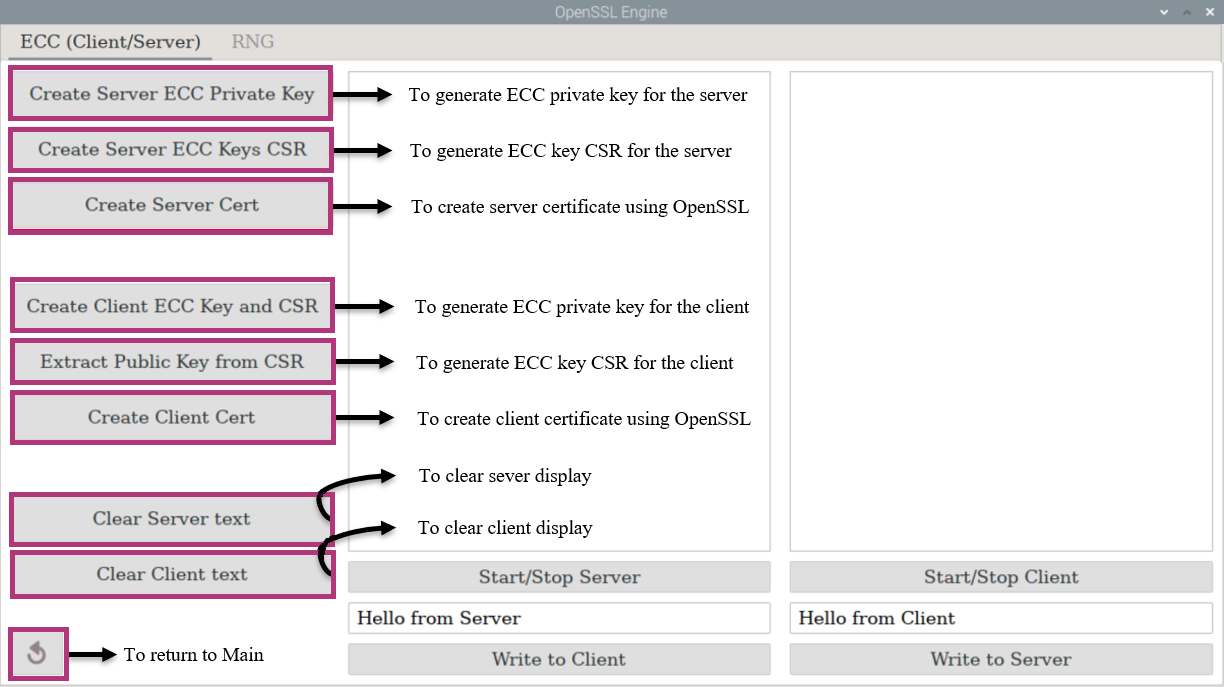 OpenSSL Engine
ECC (Client/Server) RNG
Create Server ECC Private Key
To generate ECC private key for the server
Create Server ECC Keys CSR
To generate ECC key CSR for the server
Create Server Cert
To create server certificate using OpenSSL
Create Client ECC Key and CSR
To generate ECC private key for the client
Extract Public Key from CSR
To generate ECC key CSR for the client
Create Client Cert
To create client certificate using OpenSSL
To clear sever display
Clear Server text
To clear client display
Clear Client text
Start/Stop Server
Start/Stop Client
Hello from Server
Hello from Client
To return to Main
Write to Client
Write to Server